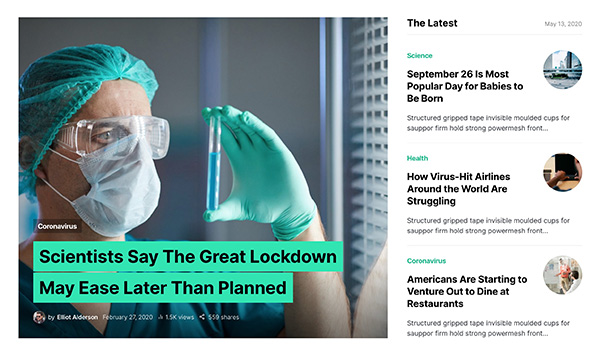 Coronavirus
Scientists Say The Great Lockdown
May Ease Later Than Planned
by Elliot Alderson February 27, 2020 1.5K views 559 shares
The Latest
May 13, 2020
Science
September 26 Is Most
Popular Day for Babies to
Be Born
Structured gripped tape invisible moulded cups for
sauppor firm hold strong powermesh front...
Health
How Virus-Hit Airlines
Around the World Are
Struggling
Structured gripped tape invisible moulded cups for
sauppor firm hold strong powermesh front...
Coronavirus
Americans Are Starting to
Venture Out to Dine at
Restaurants
Structured gripped tape invisible moulded cups for
sauppor firm hold strong powermesh front...